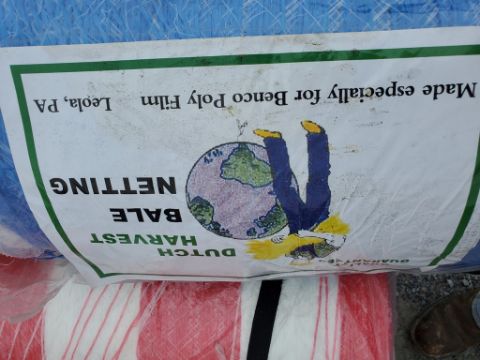 DUTCH
HARVEST
BALE
NETTING
Made especially for Benco Poly Film Leola, PA